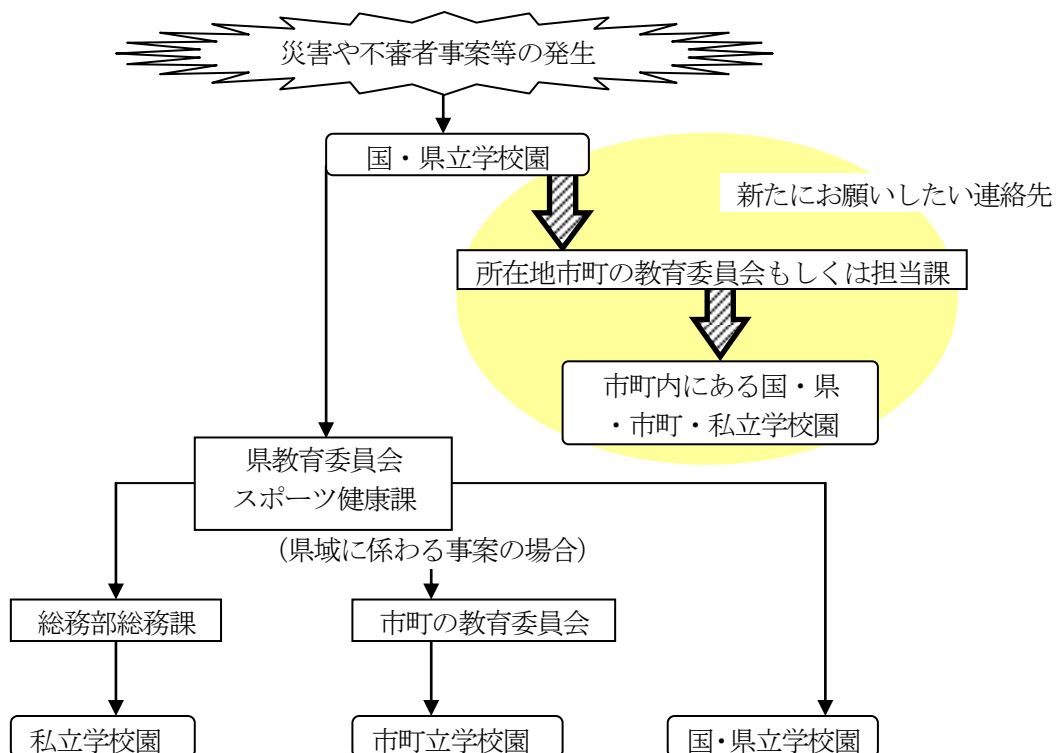 災害や不審者事案等の発生
国・県立学校園
新たにお願いしたい連絡先
所在地市町の教育委員会もしくは担当課
市町内にある国・県
・市町・私立学校園
県教育委員会
スポーツ健康課
（県域に係わる事案の場合）
総務部総務課
市町の教育委員会
私立学校園
市町立学校園
国・県立学校園